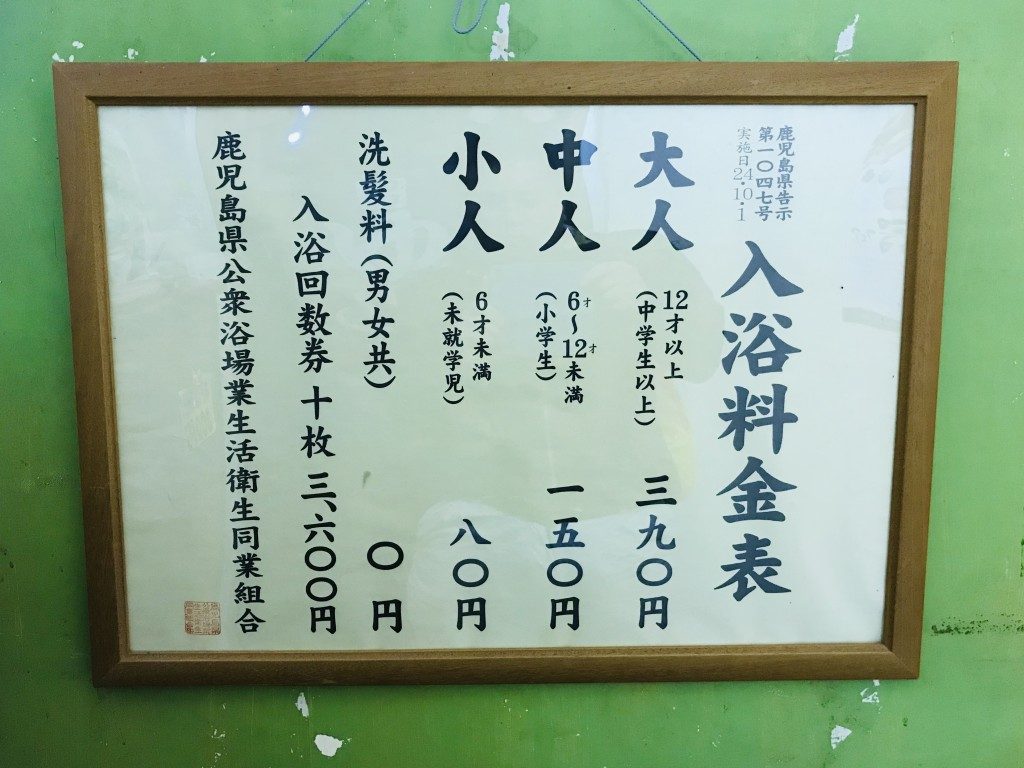 鹿児島県告示
第一〇四七号
実施日24・10・1
入浴料金表
大人
12才以上
(中学生以上)
三九〇円
中人
6才〜12才未満
(小学生)
一五〇円
小人
6才未満
(未就学児)
八〇円
洗髪料(男女共)
〇円
入浴回数券 十枚 三、六〇〇円
鹿児島県公衆浴場業生活衛生同業組合